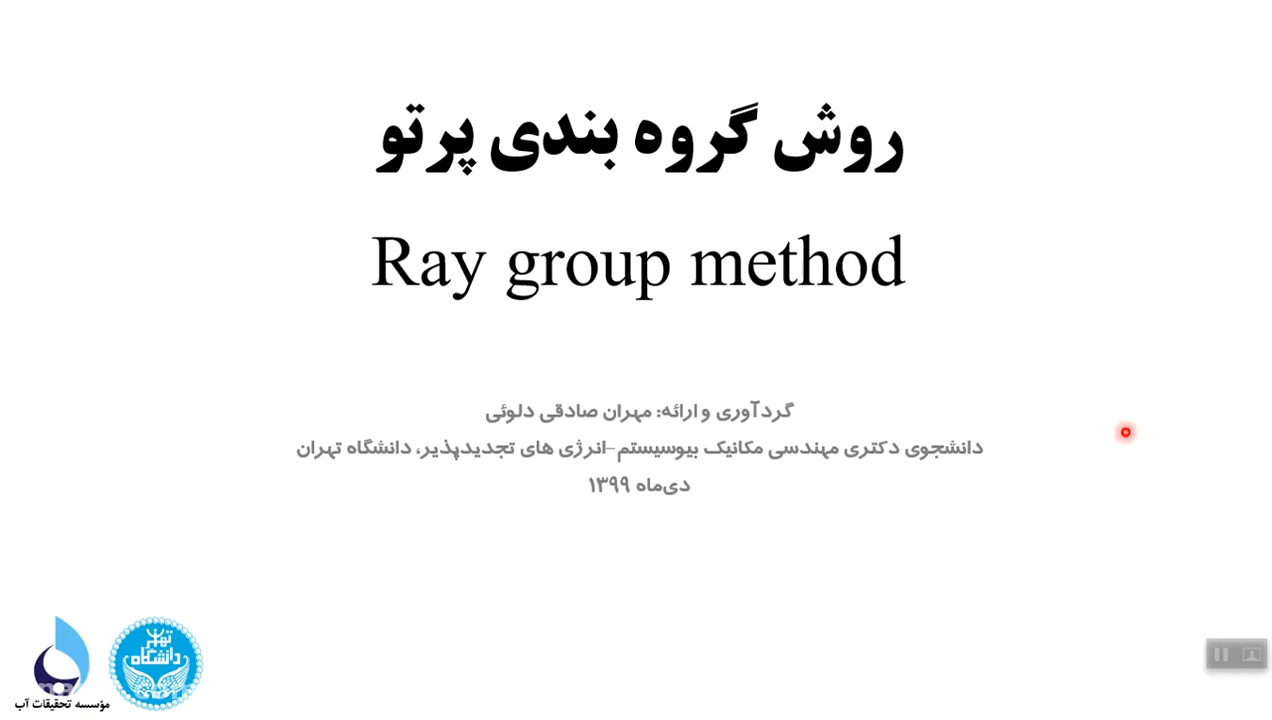 روش گروه بندی پرتو
Ray group method
گردآوری و ارائه: مهران صادقی دلوئی
دانشجوی دکتری مهندسی مکانیک بیوسیستم-انرژی های تجدیدپذیر، دانشگاه تهران
دی‌ماه ۱۳۹۹
دانشگاه تهران
مؤسسه تحقیقات آب